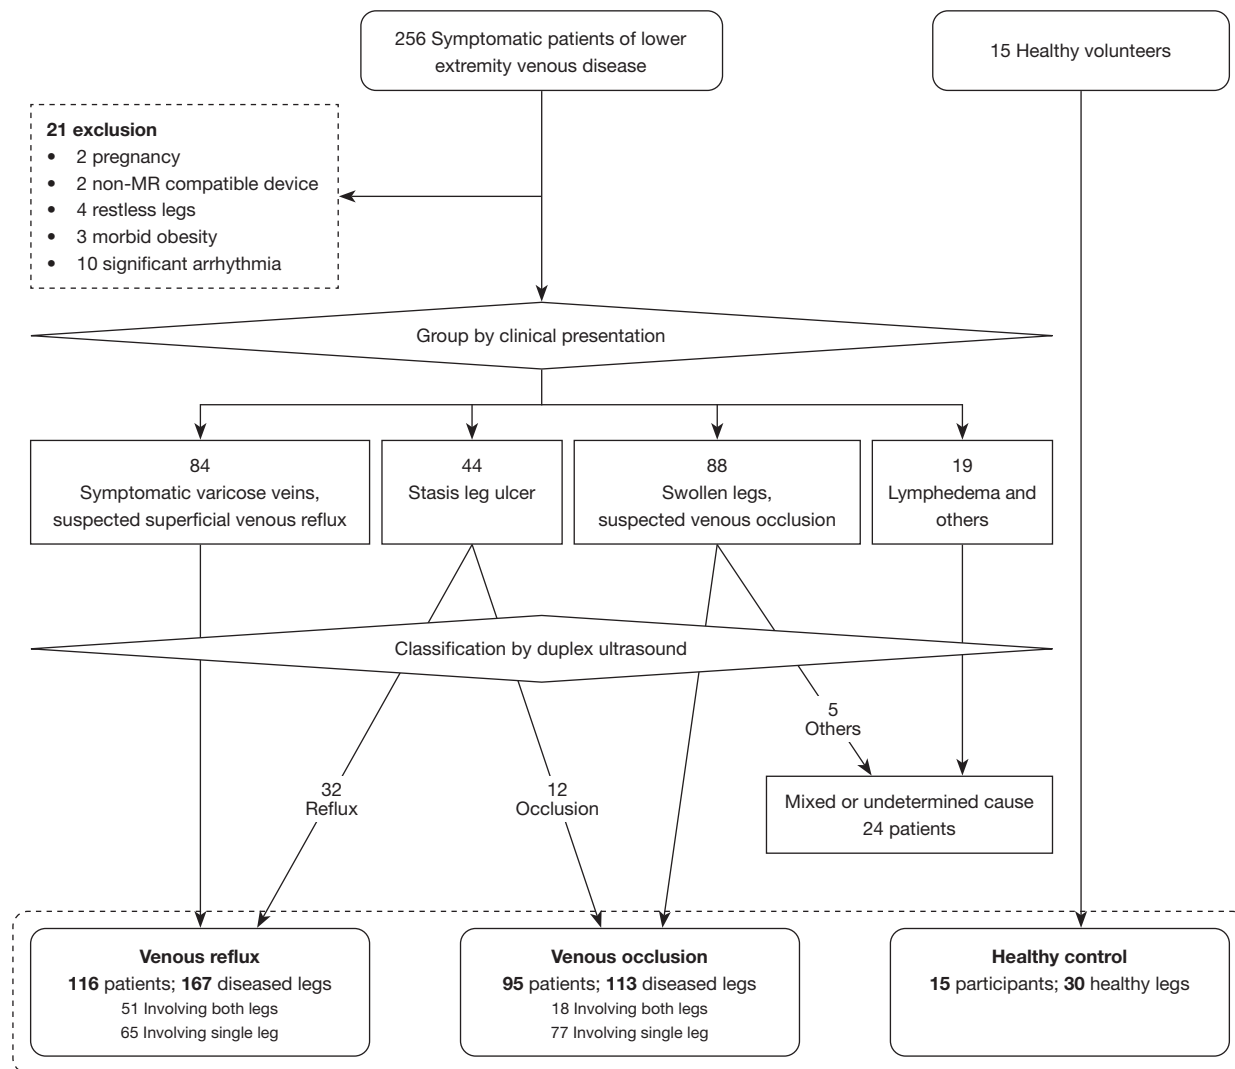 256 Symptomatic patients of lower
extremity venous disease
15 Healthy volunteers
21 exclusion
• 2 pregnancy
• 2 non-MR compatible device
• 4 restless legs
• 3 morbid obesity
• 10 significant arrhythmia
Group by clinical presentation
84
Symptomatic varicose veins,
suspected superficial venous reflux
44
Stasis leg ulcer
88
Swollen legs,
suspected venous occlusion
19
Lymphedema and
others
Classification by duplex ultrasound
5
Others
32
Reflux
12
Occlusion
Mixed or undetermined cause
24 patients
Venous reflux
116 patients; 167 diseased legs
51 Involving both legs
65 Involving single leg
Venous occlusion
95 patients; 113 diseased legs
18 Involving both legs
77 Involving single leg
Healthy control
15 participants; 30 healthy legs